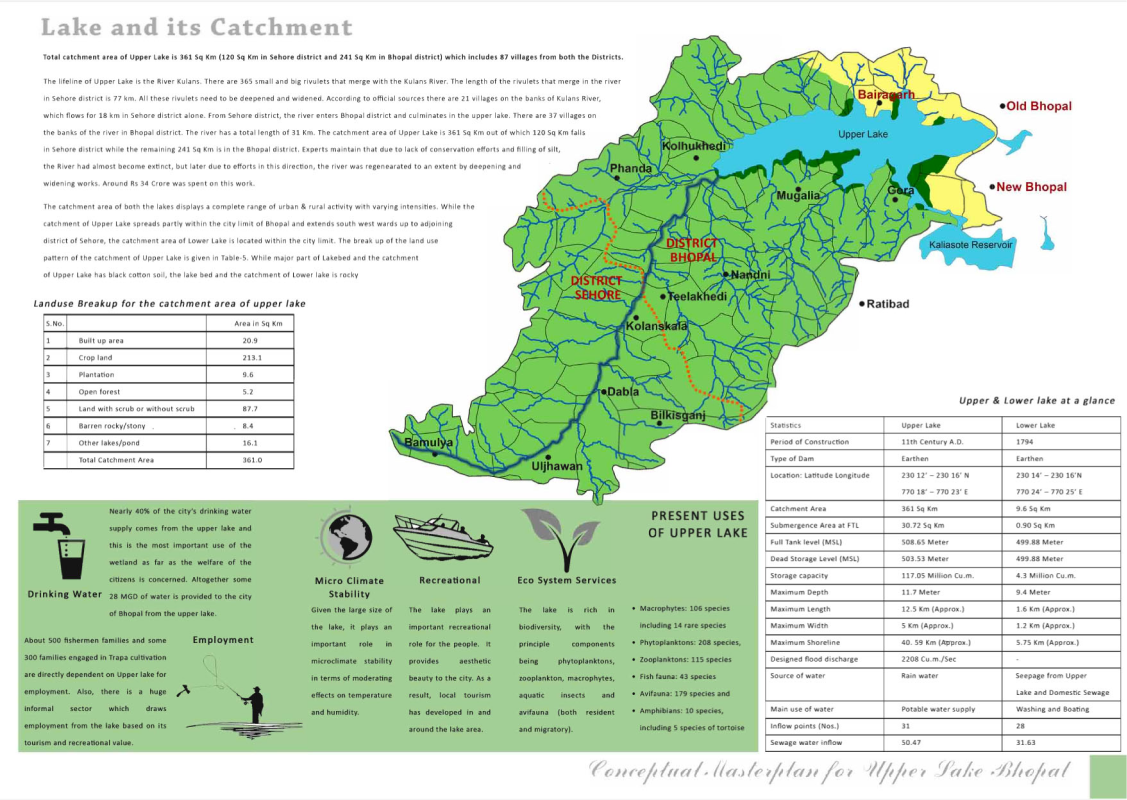 Lake and its Catchment
Total catchment area of Upper Lake is 361 Sq Km (120 Sq Km in Sehore district and 241 Sq Km in Bhopal district) which includes 87 villages from both the Districts.
The lifeline of Upper Lake is the River Kulans. There are 365 small and big rivulets that merge with the Kulans River. The length of the rivulets that merge in the river
in Sehore district is 77 km. All these rivulets need to be deepened and widened. According to official sources there are 21 villages on the banks of Kulans River,
which flows for 18 km in Sehore district alone. From Sehore district, the river enters Bhopal district and culminates in the upper lake. There are 37 villages on
the banks of the river in Bhopal district. The river has a total length of 31 Km. The catchment area of Upper Lake is 361 Sq Km out of which 120 Sq Km falls
in Sehore district while the remaining 241 Sq Km is in the Bhopal district. Experts maintain that due to lack of conservation efforts and filling of silt,
the River had almost become extinct, but later due to efforts in this direction, the river was regenearated to an extent by deepening and
widening works. Around Rs 34 Crore was spent on this work.
The catchment area of both the lakes displays a complete range of urban & rural activity with varying intensities. While the
catchment of Upper Lake spreads partly within the city limit of Bhopal and extends south west wards up to adjoining
district of Sehore, the catchment area of Lower Lake is located within the city limit. The break up of the land use
pattern of the catchment of Upper Lake is given in Table-5. While major part of Lakebed and the catchment
of Upper Lake has black cotton soil, the lake bed and the catchment of Lower lake is rocky
Landuse Breakup for the catchment area of upper lake
S.No. Area in Sq Km
1 Built up area 20.9
2 Crop land 213.1
3 Plantation 9.6
4 Open forest 5.2
5 Land with scrub or without scrub 87.7
6 Barren rocky/stony 8.4
7 Other lakes/pond 16.1
Total Catchment Area 361.0
Bairagarh
Old Bhopal
Upper Lake
Kolhukhedi
Phanda
Mugalia
Gora
New Bhopal
Kaliasote Reservoir
DISTRICT
BHOPAL
Nandni
DISTRICT
SEHORE
Teelakhedi
Ratibad
Kolanskala
Dabla
Bilkisganj
Bamulya
Uljhawan
Upper & Lower lake at a glance
Statistics Upper Lake Lower Lake
Period of Construction 11th Century A.D. 1794
Type of Dam Earthen Earthen
Location: Latitude Longitude 230 12’ – 230 16’ N 230 14’ – 230 16’N
770 18’ – 770 23’ E 770 24’ – 770 25’ E
Catchment Area 361 Sq Km 9.6 Sq Km
Submergence Area at FTL 30.72 Sq Km 0.90 Sq Km
Full Tank level (MSL) 508.65 Meter 499.88 Meter
Dead Storage Level (MSL) 503.53 Meter 499.88 Meter
Storage capacity 117.05 Million Cu.m. 4.3 Million Cu.m.
Maximum Depth 11.7 Meter 9.4 Meter
Maximum Length 12.5 Km (Approx.) 1.6 Km (Approx.)
Maximum Width 5 Km (Approx.) 1.2 Km (Approx.)
Maximum Shoreline 40. 59 Km (Approx.) 5.75 Km (Approx.)
Designed flood discharge 2208 Cu.m./Sec -
Source of water Rain water Seepage from Upper
Lake and Domestic Sewage
Main use of water Potable water supply Washing and Boating
Inflow points (Nos.) 31 28
Sewage water inflow 50.47 31.63
Drinking Water
Nearly 40% of the city's drinking water
supply comes from the upper lake and
this is the most important use of the
wetland as far as the welfare of the
citizens is concerned. Altogether some
28 MGD of water is provided to the city
of Bhopal from the upper lake.
About 500 fishermen families and some
300 families engaged in Trapa cultivation
are directly dependent on Upper Lake for
employment. Also, there is a huge
informal sector which draws
employment from the lake based on its
tourism and recreational value.
Employment
Micro Climate
Stability
Given the large size of
the lake, it plays an
important role in
microclimate stability
in terms of moderating
effects on temperature
and humidity.
Recreational
The lake plays an
important recreational
role for the people. It
provides aesthetic
beauty to the city. As a
result, local tourism
has developed in and
around the lake area.
Eco System Services
The lake is rich in
biodiversity, with the
principle components
being phytoplanktons,
zooplankton, macrophytes,
aquatic insects and
avifauna (both resident
and migratory).
PRESENT USES
OF UPPER LAKE
• Macrophytes: 106 species
including 14 rare species
• Phytoplanktons: 208 species,
• Zooplanktons: 115 species
• Fish fauna: 43 species
• Avifauna: 179 species and
• Amphibians: 10 species,
including 5 species of tortoise
Conceptual Masterplan for Upper Lake Bhopal